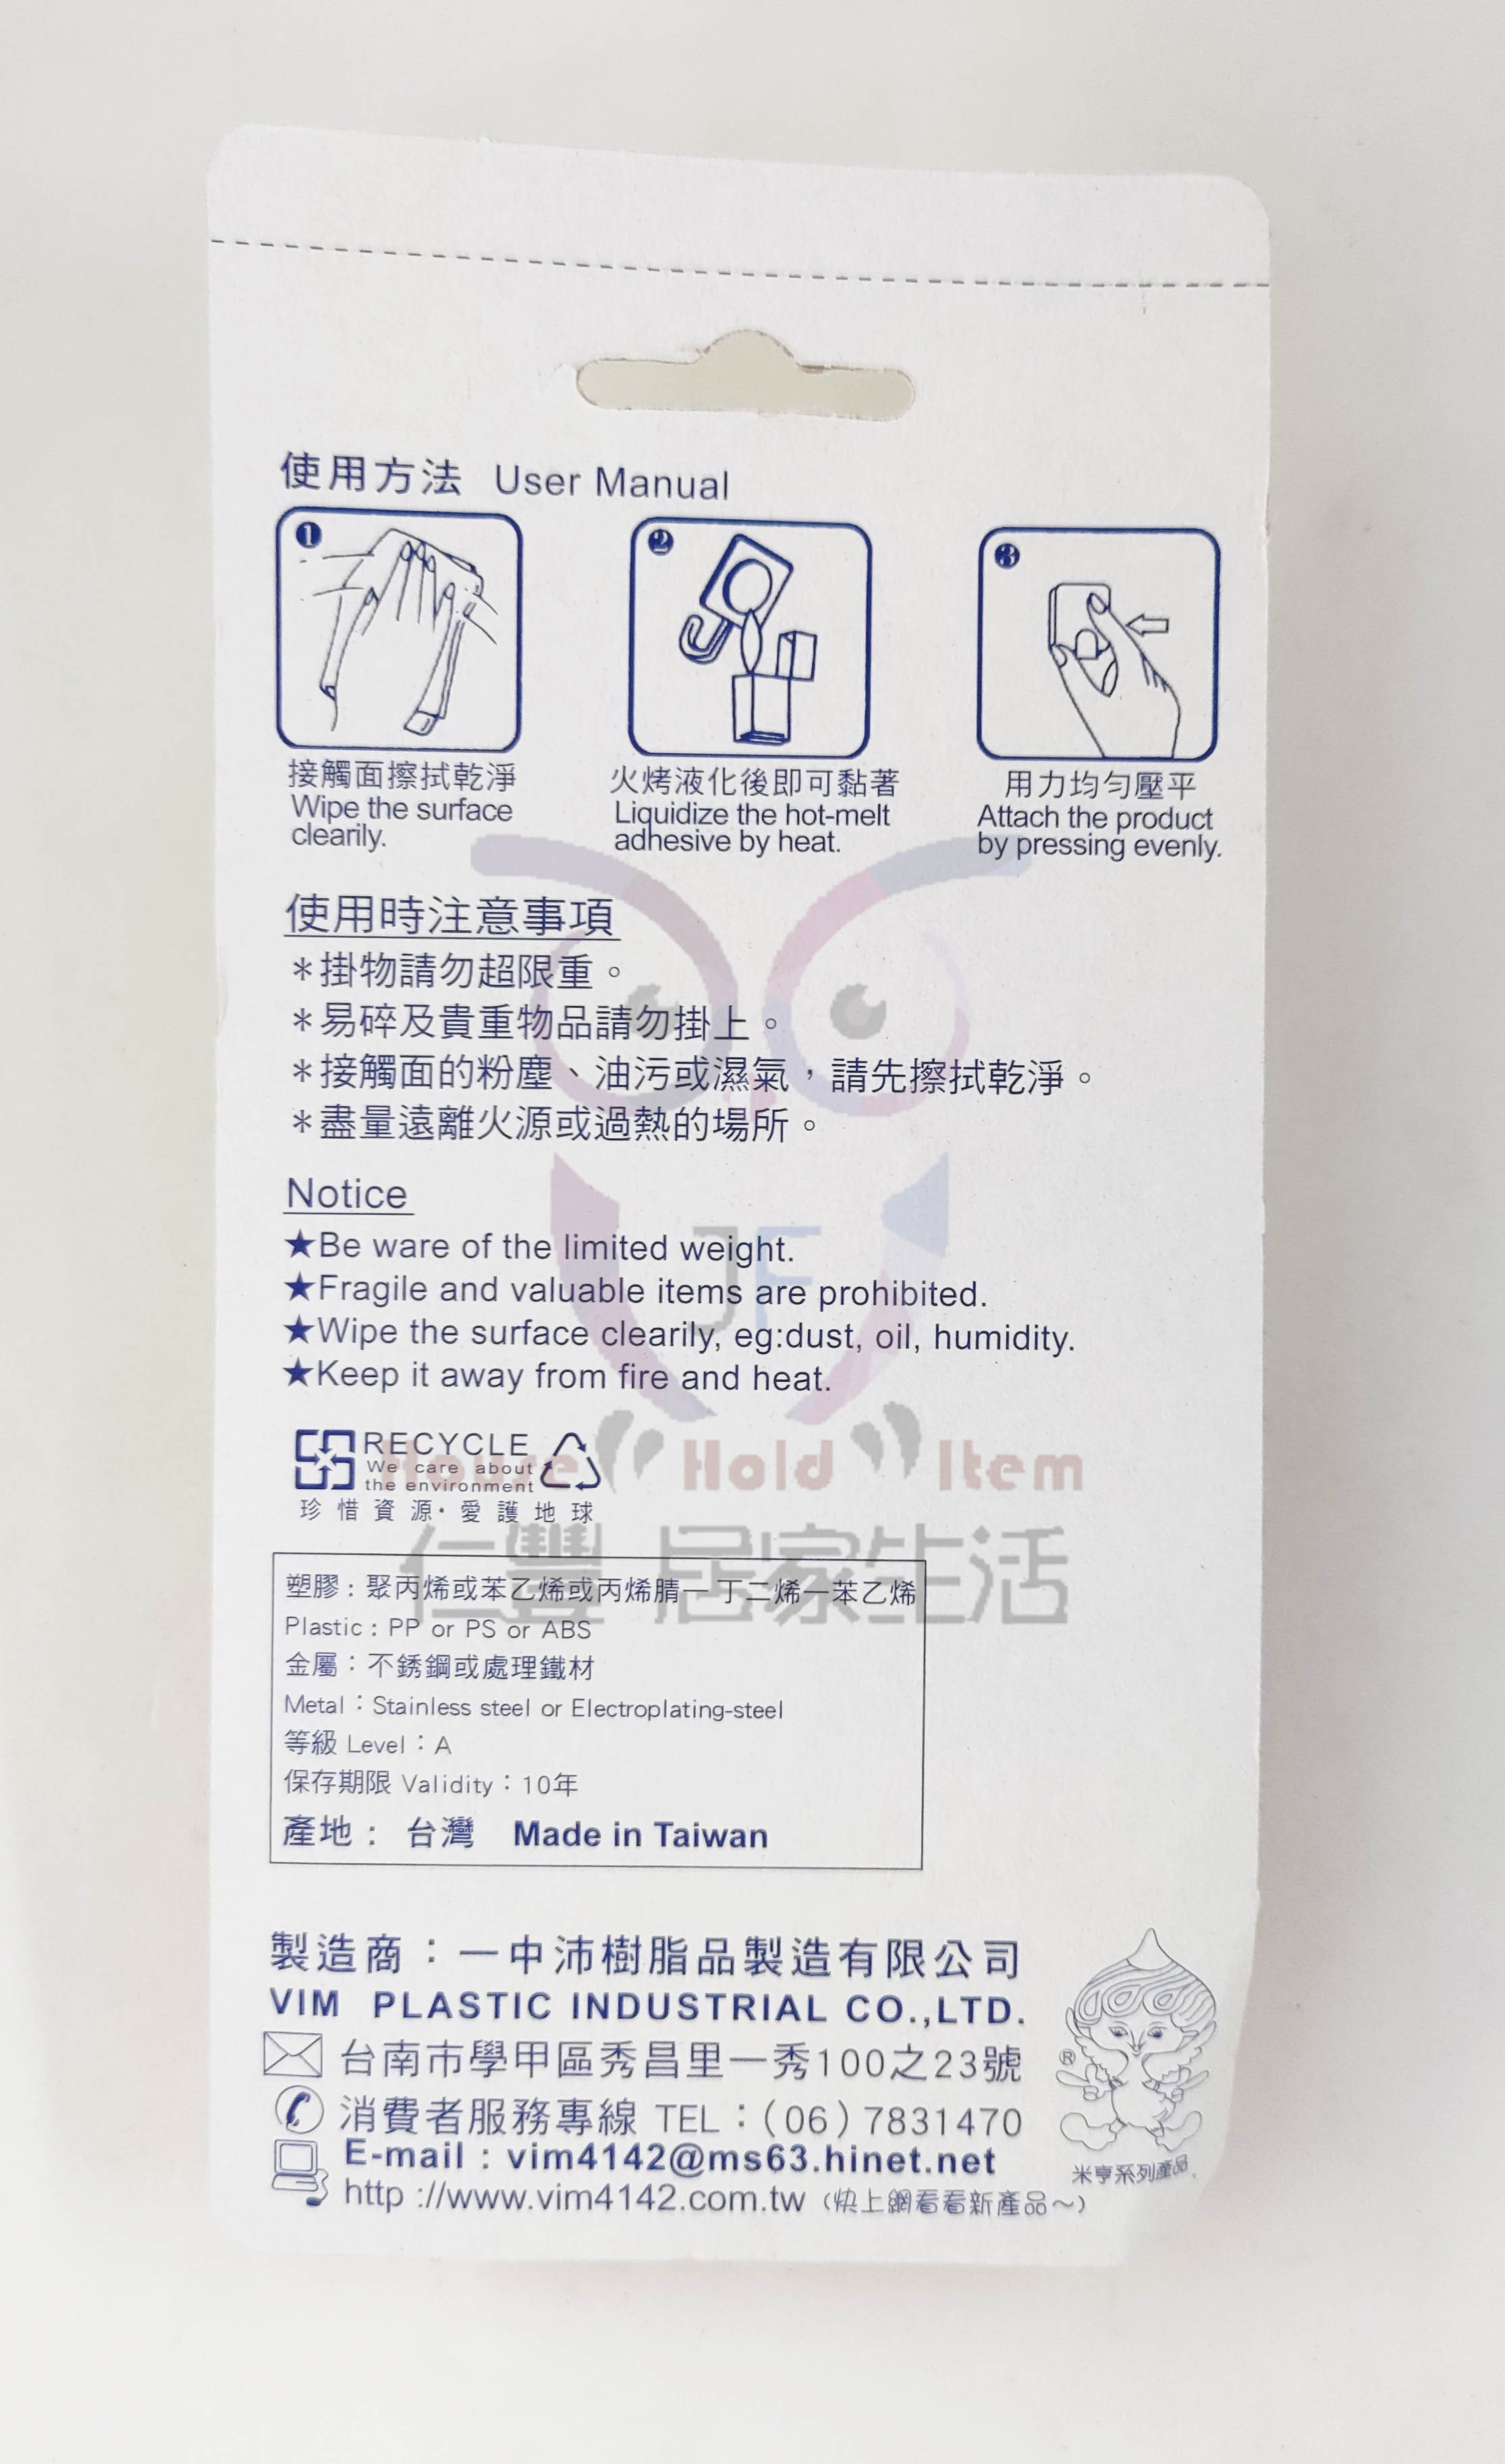 使用方法 User Manual
1
2
3
接觸面擦拭乾淨
Wipe the surface
clearily.
火烤液化後即可黏著
Liquidize the hot-melt
adhesive by heat.
用力均勻壓平
Attach the product
by pressing evenly.
使用時注意事項
＊掛物請勿超限重。
＊易碎及貴重物品請勿掛上。
＊接觸面的粉塵、油污或濕氣，請先擦拭乾淨。
＊盡量遠離火源或過熱的場所。
Notice
★Be ware of the limited weight.
★Fragile and valuable items are prohibited.
★Wipe the surface clearily, eg:dust, oil, humidity.
★Keep it away from fire and heat.
JF
RECYCLE
We care about
the environment
珍惜資源·愛護地球
House Hold Item
仁豐 居家生活
塑膠：聚丙烯或苯乙烯或丙烯腈一丁二烯一苯乙烯
Plastic : PP or PS or ABS
金屬：不銹鋼或處理鐵材
Metal：Stainless steel or Electroplating-steel
等級 Level：A
保存期限 Validity：10年
產地： 台灣 Made in Taiwan
製造商：一中沛樹脂品製造有限公司
VIM PLASTIC INDUSTRIAL CO.,LTD.
台南市學甲區秀昌里一秀100之23號
消費者服務專線 TEL：(06)7831470
E-mail : vim4142@ms63.hinet.net
http ://www.vim4142.com.tw (快上網看看新產品～)
®
米亨系列產品